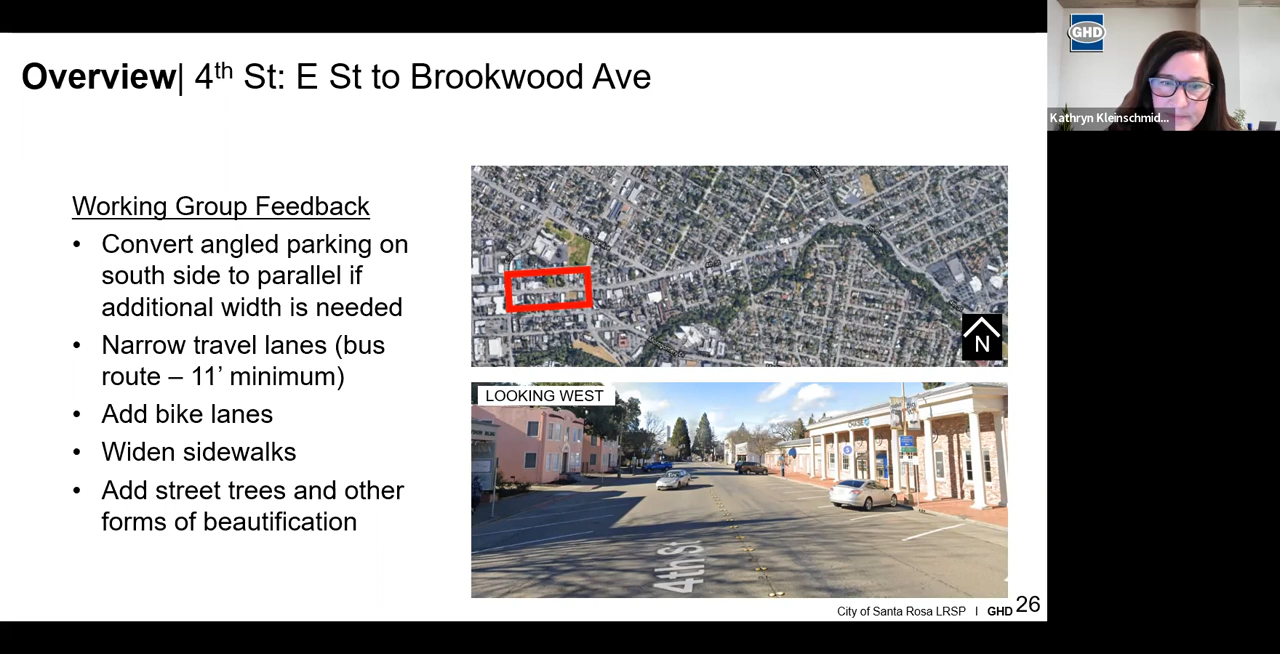 GHD
Kathryn Kleinschmid...
Overview| 4th St: E St to Brookwood Ave
Working Group Feedback
• Convert angled parking on
south side to parallel if
additional width is needed
• Narrow travel lanes (bus
route – 11’ minimum)
• Add bike lanes
• Widen sidewalks
• Add street trees and other
forms of beautification
N
LOOKING WEST
CHASE
4th St
City of Santa Rosa LRSP | GHD 26